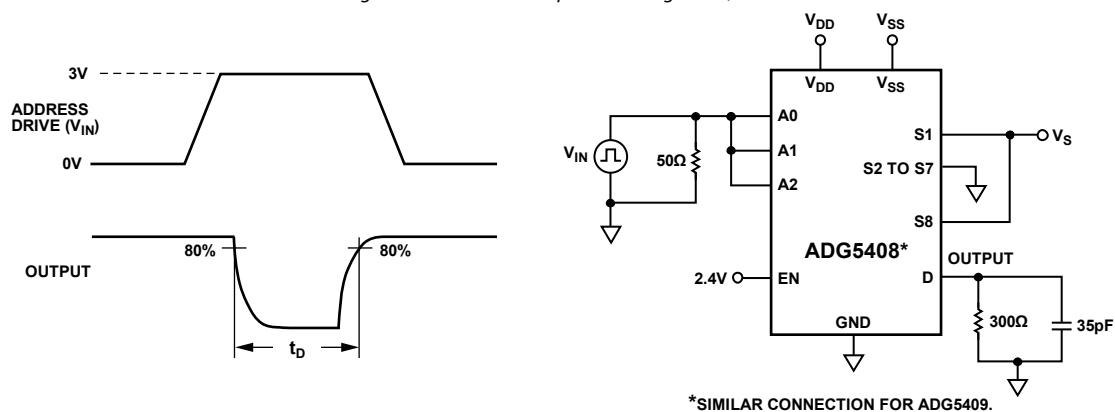 3V
ADDRESS
DRIVE (VIN)
0V
80%
80%
OUTPUT
tD
VDD
VSS
VDD
VSS
A0
A1
A2
VIN
50Ω
S1
VS
S2 TO S7
S8
ADG5408*
OUTPUT
2.4V
EN
D
GND
300Ω
35pF
*SIMILAR CONNECTION FOR ADG5409.